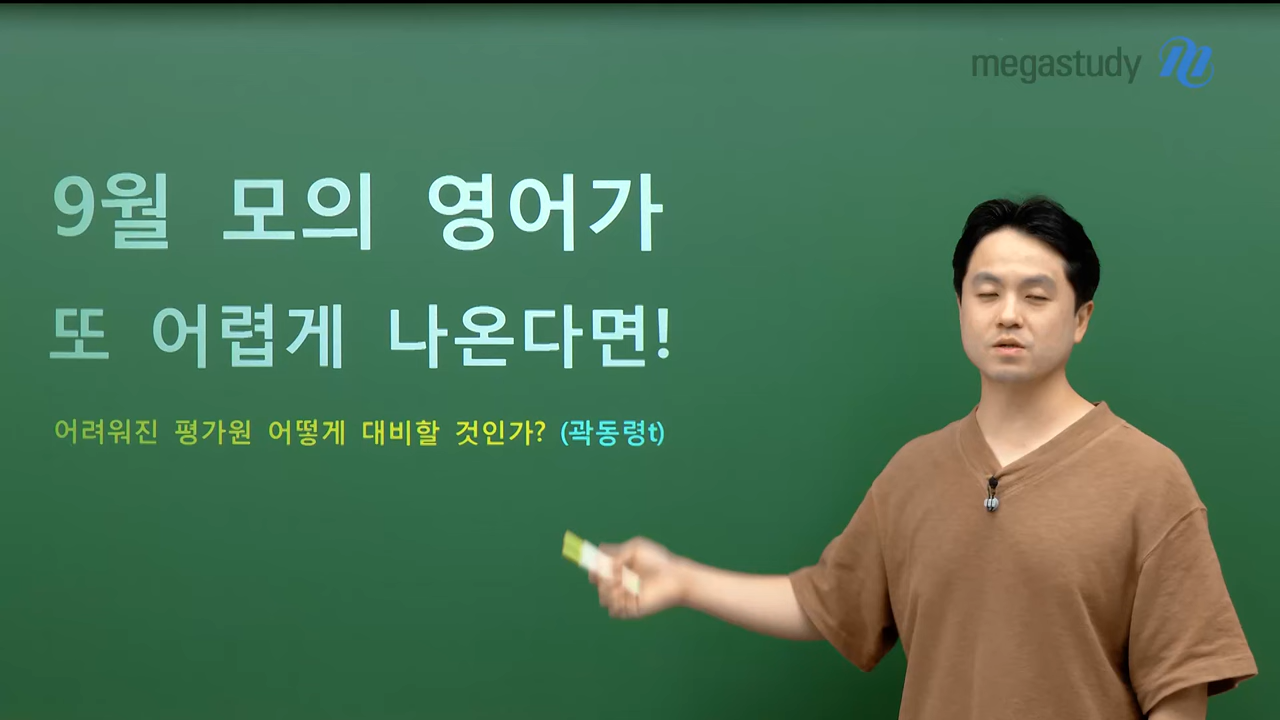 megastudy
9월 모의 영어가
또 어렵게 나온다면!
어려워진 평가원 어떻게 대비할 것인가? (곽동령t)